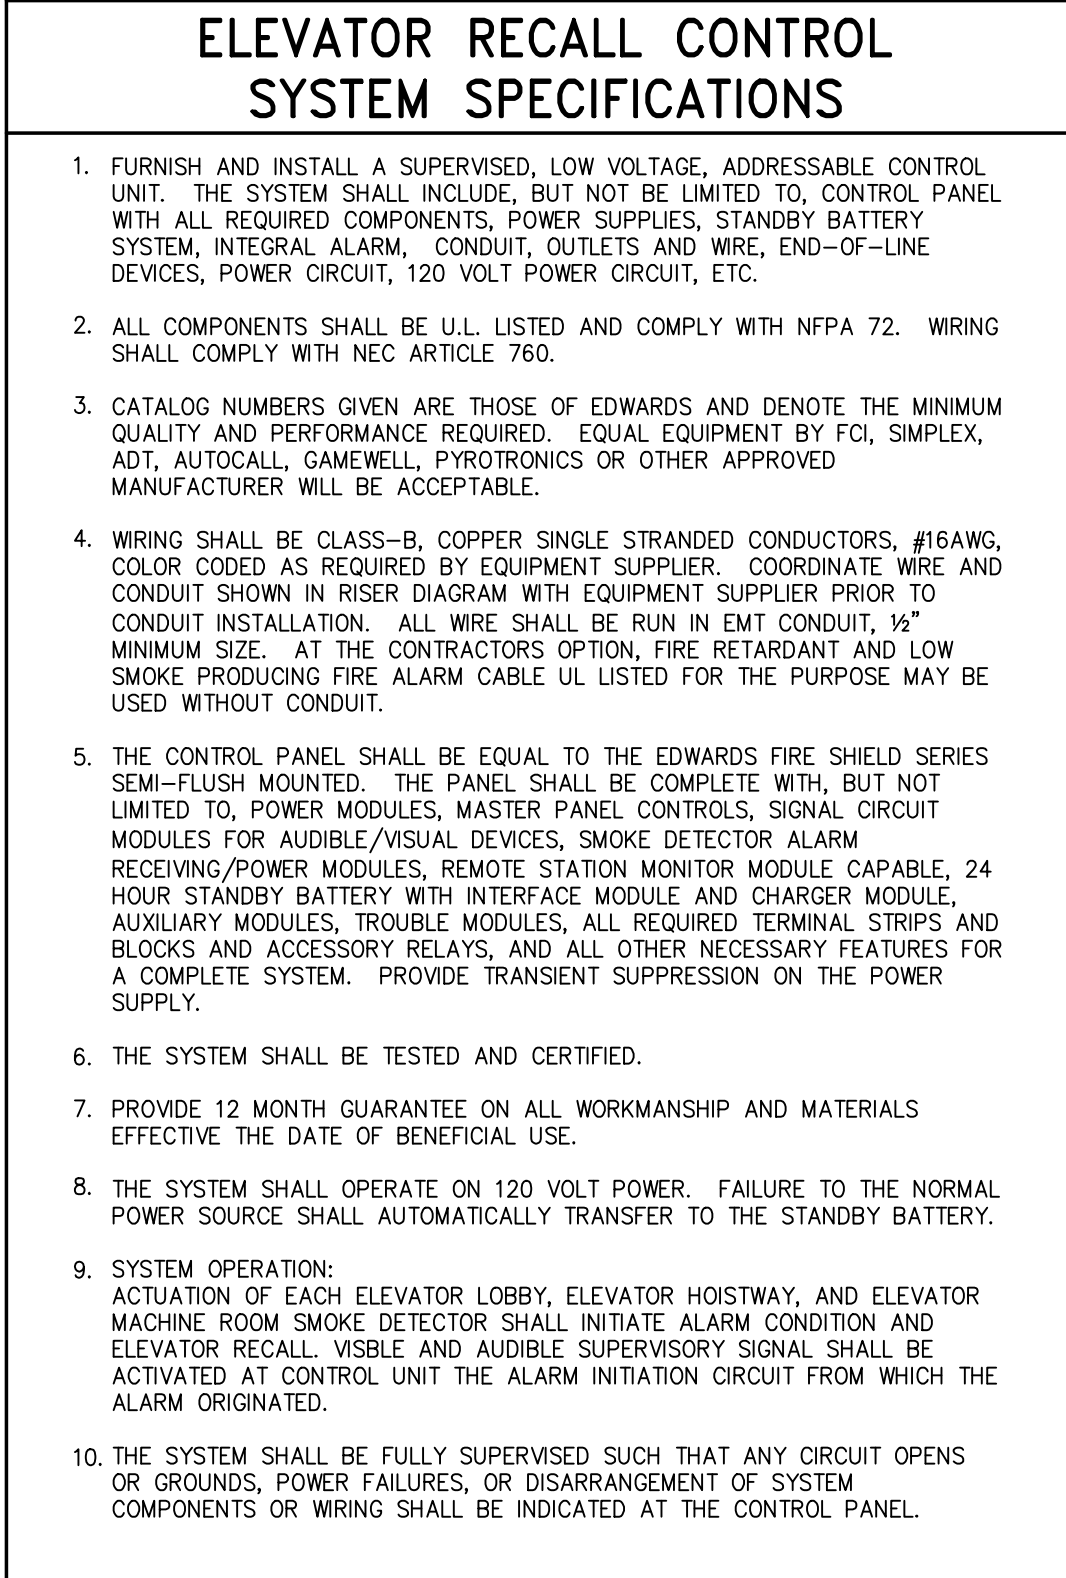 ELEVATOR RECALL CONTROL
SYSTEM SPECIFICATIONS
1. FURNISH AND INSTALL A SUPERVISED, LOW VOLTAGE, ADDRESSABLE CONTROL
UNIT. THE SYSTEM SHALL INCLUDE, BUT NOT BE LIMITED TO, CONTROL PANEL
WITH ALL REQUIRED COMPONENTS, POWER SUPPLIES, STANDBY BATTERY
SYSTEM, INTEGRAL ALARM, CONDUIT, OUTLETS AND WIRE, END-OF-LINE
DEVICES, POWER CIRCUIT, 120 VOLT POWER CIRCUIT, ETC.
2. ALL COMPONENTS SHALL BE U.L. LISTED AND COMPLY WITH NFPA 72. WIRING
SHALL COMPLY WITH NEC ARTICLE 760.
3. CATALOG NUMBERS GIVEN ARE THOSE OF EDWARDS AND DENOTE THE MINIMUM
QUALITY AND PERFORMANCE REQUIRED. EQUAL EQUIPMENT BY FCI, SIMPLEX,
ADT, AUTOCALL, GAMEWELL, PYROTRONICS OR OTHER APPROVED
MANUFACTURER WILL BE ACCEPTABLE.
4. WIRING SHALL BE CLASS-B, COPPER SINGLE STRANDED CONDUCTORS, #16AWG,
COLOR CODED AS REQUIRED BY EQUIPMENT SUPPLIER. COORDINATE WIRE AND
CONDUIT SHOWN IN RISER DIAGRAM WITH EQUIPMENT SUPPLIER PRIOR TO
CONDUIT INSTALLATION. ALL WIRE SHALL BE RUN IN EMT CONDUIT, ½"
MINIMUM SIZE. AT THE CONTRACTORS OPTION, FIRE RETARDANT AND LOW
SMOKE PRODUCING FIRE ALARM CABLE UL LISTED FOR THE PURPOSE MAY BE
USED WITHOUT CONDUIT.
5. THE CONTROL PANEL SHALL BE EQUAL TO THE EDWARDS FIRE SHIELD SERIES
SEMI-FLUSH MOUNTED. THE PANEL SHALL BE COMPLETE WITH, BUT NOT
LIMITED TO, POWER MODULES, MASTER PANEL CONTROLS, SIGNAL CIRCUIT
MODULES FOR AUDIBLE/VISUAL DEVICES, SMOKE DETECTOR ALARM
RECEIVING/POWER MODULES, REMOTE STATION MONITOR MODULE CAPABLE, 24
HOUR STANDBY BATTERY WITH INTERFACE MODULE AND CHARGER MODULE,
AUXILIARY MODULES, TROUBLE MODULES, ALL REQUIRED TERMINAL STRIPS AND
BLOCKS AND ACCESSORY RELAYS, AND ALL OTHER NECESSARY FEATURES FOR
A COMPLETE SYSTEM. PROVIDE TRANSIENT SUPPRESSION ON THE POWER
SUPPLY.
6. THE SYSTEM SHALL BE TESTED AND CERTIFIED.
7. PROVIDE 12 MONTH GUARANTEE ON ALL WORKMANSHIP AND MATERIALS
EFFECTIVE THE DATE OF BENEFICIAL USE.
8. THE SYSTEM SHALL OPERATE ON 120 VOLT POWER. FAILURE TO THE NORMAL
POWER SOURCE SHALL AUTOMATICALLY TRANSFER TO THE STANDBY BATTERY.
9. SYSTEM OPERATION:
ACTUATION OF EACH ELEVATOR LOBBY, ELEVATOR HOISTWAY, AND ELEVATOR
MACHINE ROOM SMOKE DETECTOR SHALL INITIATE ALARM CONDITION AND
ELEVATOR RECALL. VISBLE AND AUDIBLE SUPERVISORY SIGNAL SHALL BE
ACTIVATED AT CONTROL UNIT THE ALARM INITIATION CIRCUIT FROM WHICH THE
ALARM ORIGINATED.
10. THE SYSTEM SHALL BE FULLY SUPERVISED SUCH THAT ANY CIRCUIT OPENS
OR GROUNDS, POWER FAILURES, OR DISARRANGEMENT OF SYSTEM
COMPONENTS OR WIRING SHALL BE INDICATED AT THE CONTROL PANEL.